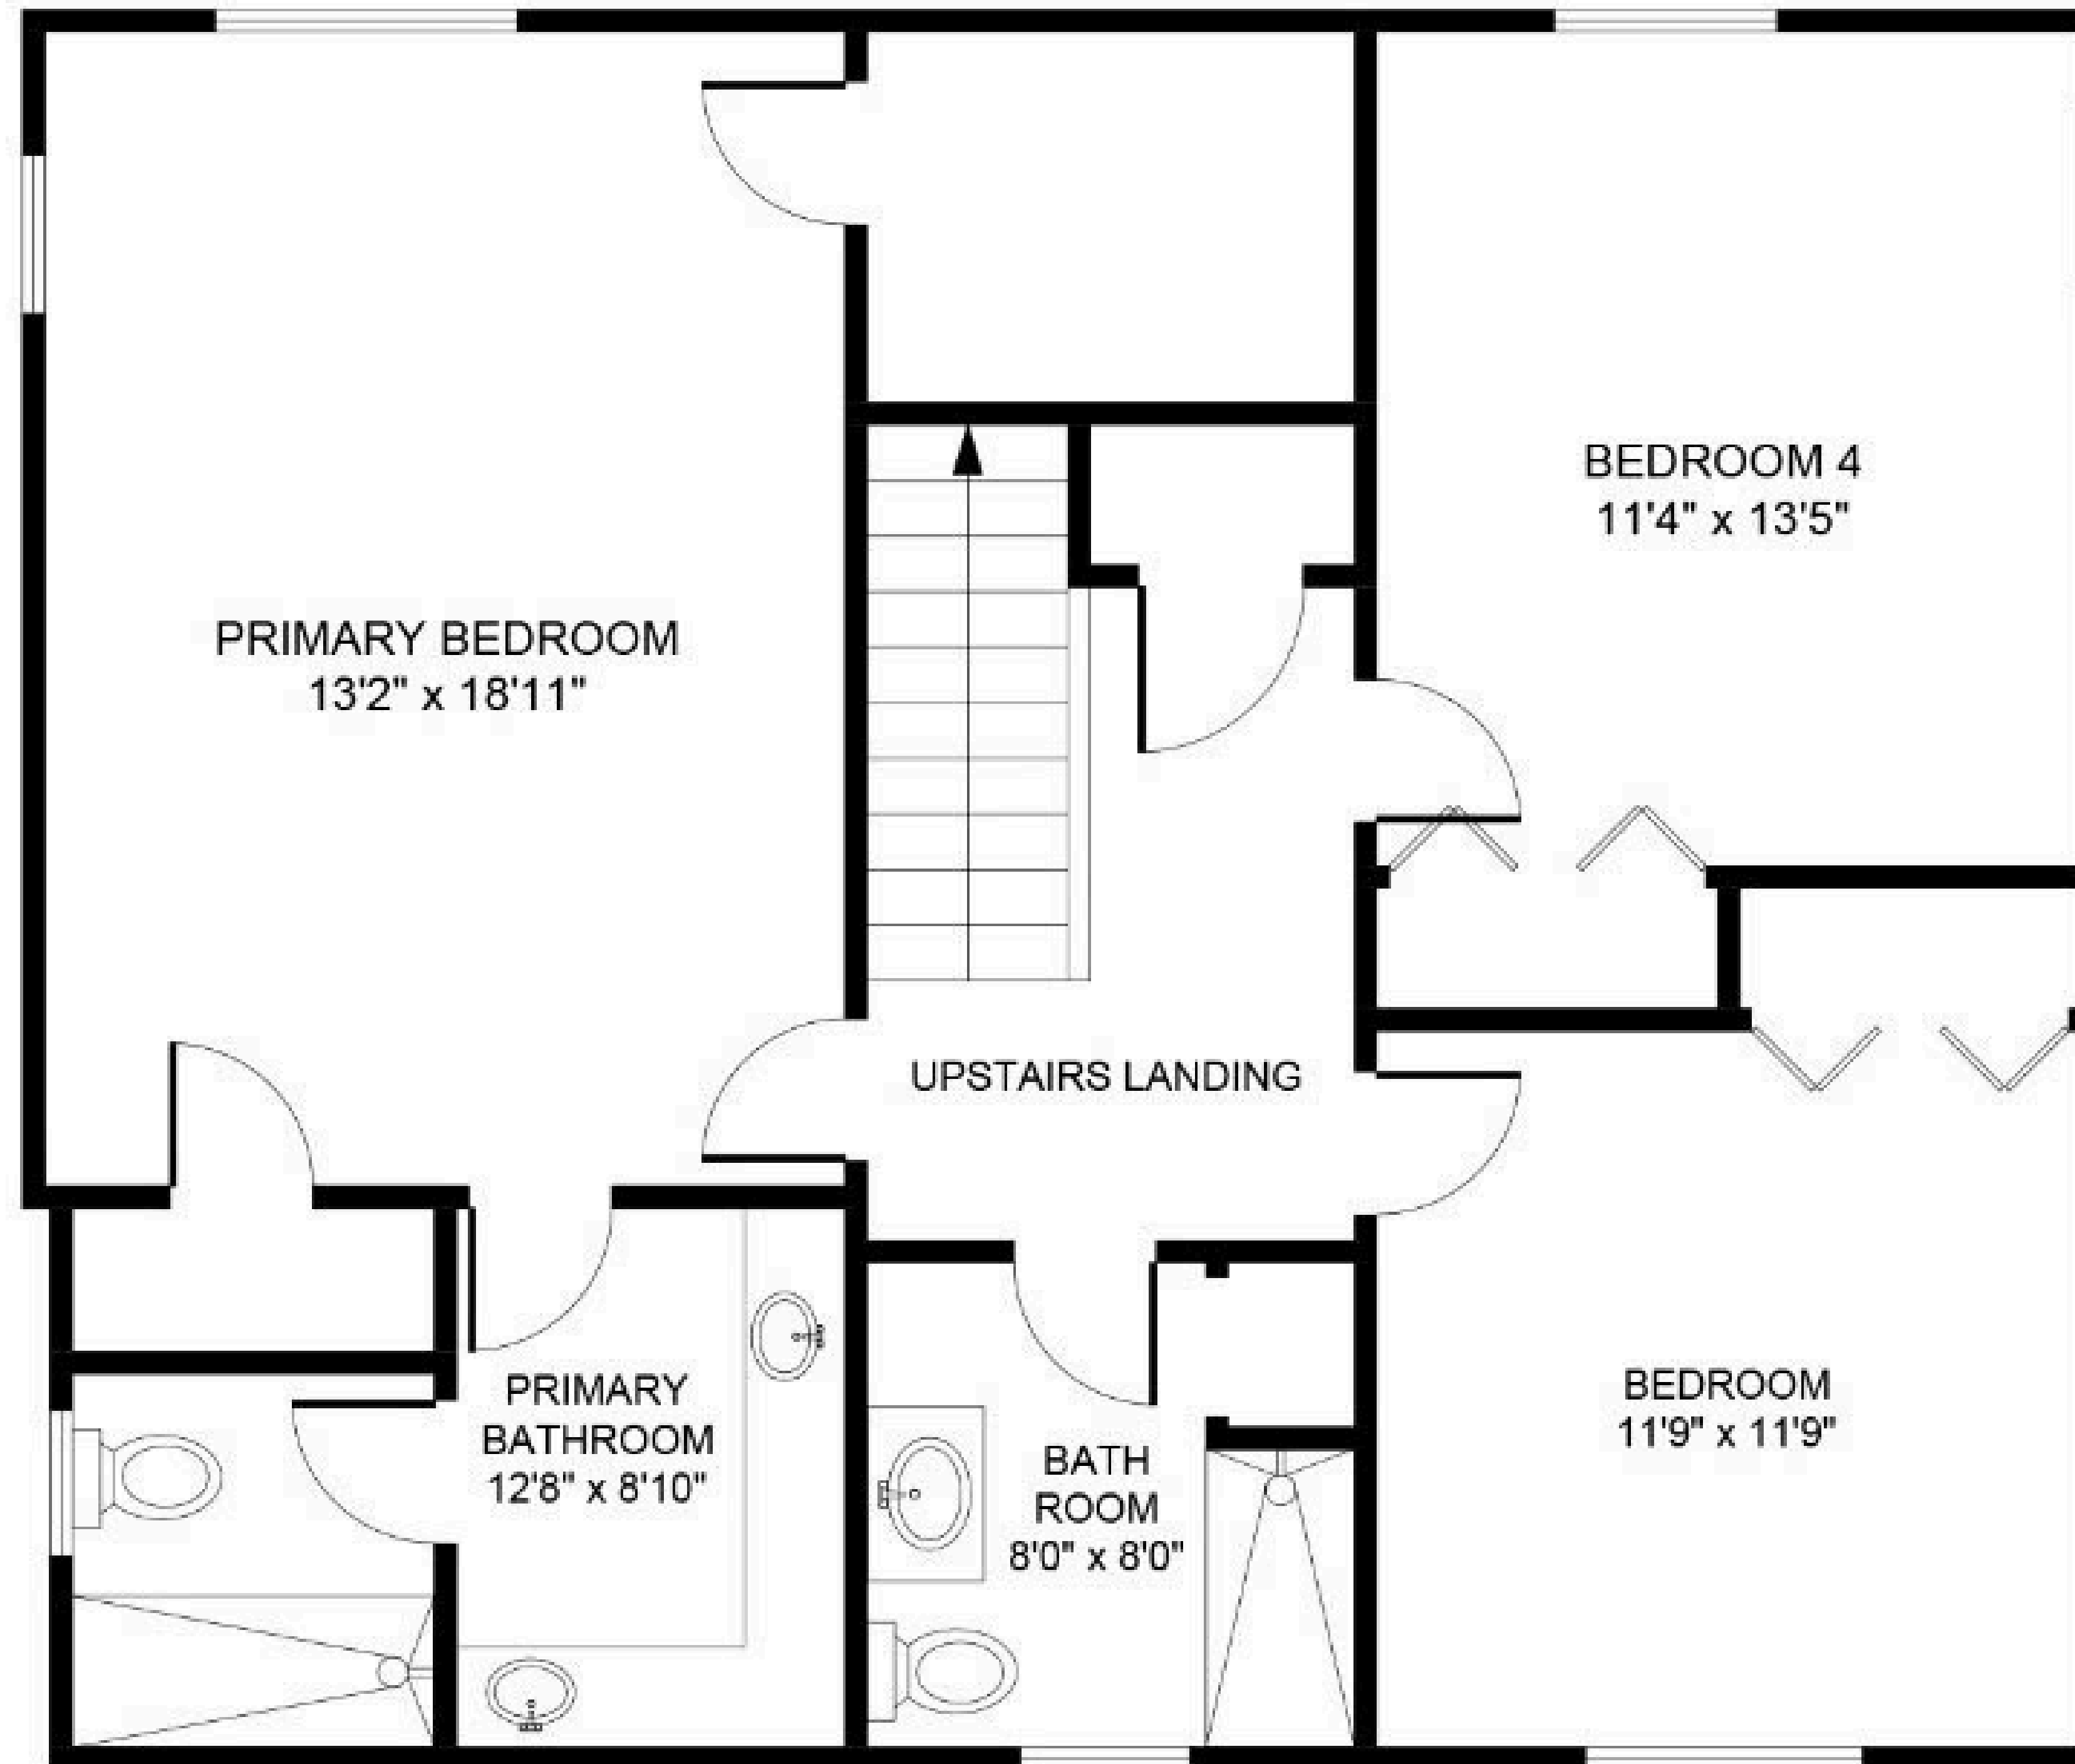 BEDROOM 4
11'4" x 13'5"
PRIMARY BEDROOM
13'2" x 18'11"
UPSTAIRS LANDING
PRIMARY
BATHROOM
12'8" x 8'10"
BATH
ROOM
8'0" x 8'0"
BEDROOM
11'9" x 11'9"